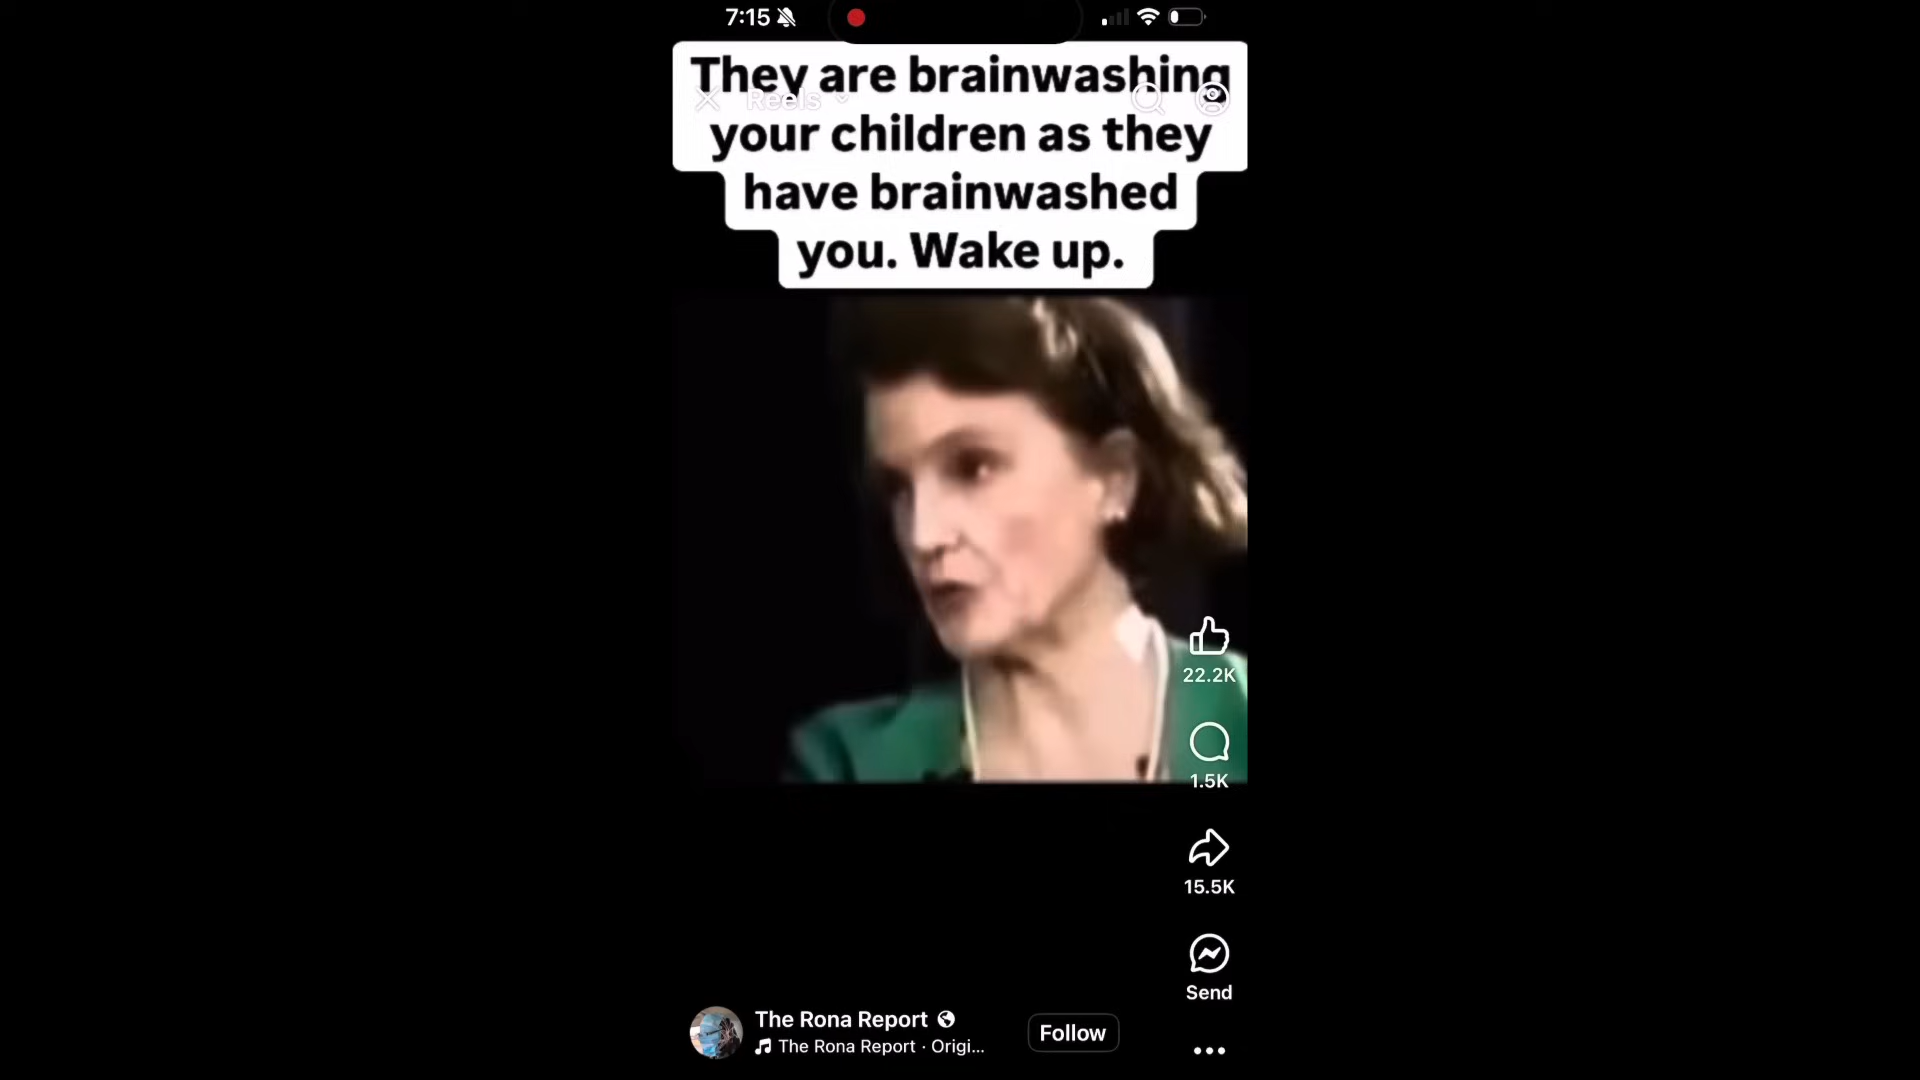 7:15
They are brainwashing
Reels
your children as they
have brainwashed
you. Wake up.
22.2K
1.5K
15.5K
Send
The Rona Report
Follow
The Rona Report · Origi...